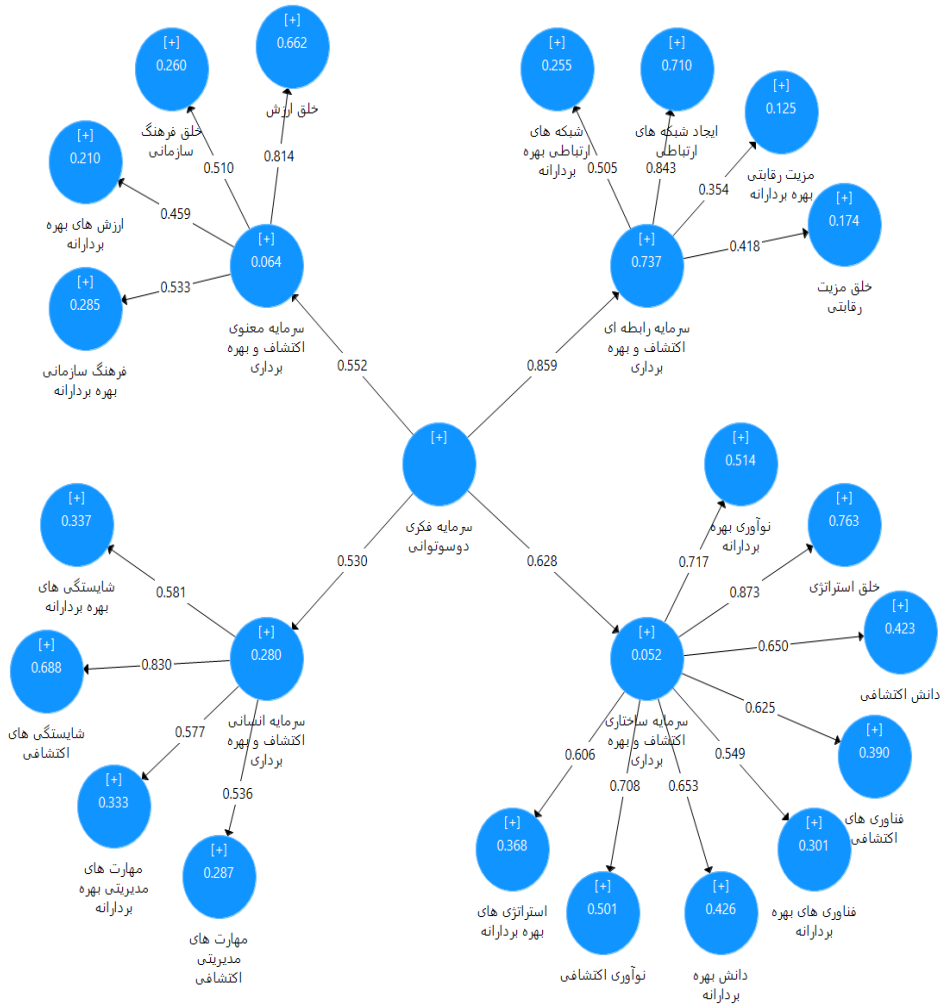 [+]
0.260
خلق فرهنگ
سازمانی
[+]
0.662
خلق ارزش
[+]
0.210
ارزش های بهره
بردارانه
[+]
0.285
فرهنگ سازمانی
بهره بردارانه
0.510
0.814
0.459
0.533
[+]
0.064
سرمایه معنوی
اکتشاف و بهره
برداری
[+]
0.255
شبکه های
ارتباطی بهره
بردارانه
[+]
0.710
ایجاد شبکه های
ارتباطی
[+]
0.125
مزیت رقابتی
بهره بردارانه
[+]
0.174
خلق مزیت
رقابتی
0.505
0.843
0.354
0.418
[+]
0.737
سرمایه رابطه ای
اکتشاف و بهره
برداری
0.552
0.859
[+]
سرمایه فکری
دوسوتوانی
0.530
0.628
[+]
0.337
شایستگی های
بهره بردارانه
[+]
0.688
شایستگی های
اکتشافی
[+]
0.333
مهارت های
مدیریتی بهره
بردارانه
[+]
0.287
مهارت های
مدیریتی
اکتشافی
0.581
0.830
0.577
0.536
[+]
0.280
سرمایه انسانی
اکتشاف و بهره
برداری
[+]
0.514
نوآوری بهره
بردارانه
[+]
0.763
خلق استراتژی
[+]
0.423
دانش اکتشافی
[+]
0.390
فناوری های
اکتشافی
[+]
0.301
فناوری های بهره
بردارانه
[+]
0.426
دانش بهره
بردارانه
[+]
0.501
نوآوری اکتشافی
[+]
0.368
استراتژی های
بهره بردارانه
0.717
0.873
0.650
0.625
0.549
0.653
0.708
0.606
[+]
0.052
سرمایه ساختاری
اکتشاف و بهره
برداری